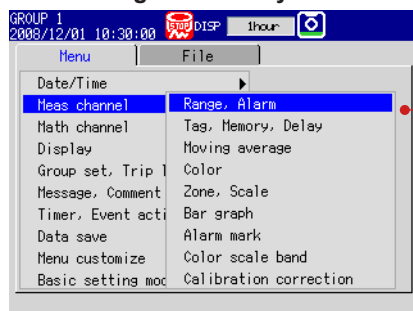 GROUP 1
2008/12/01 10:30:00 STOP DISP 1hour
Menu File
Date/Time
Meas channel Range, Alarm
Math channel Tag, Memory, Delay
Display Moving average
Group set, Trip l Color
Message, Comment Zone, Scale
Timer, Event acti Bar graph
Data save Alarm mark
Menu customize Color scale band
Basic setting mod Calibration correction